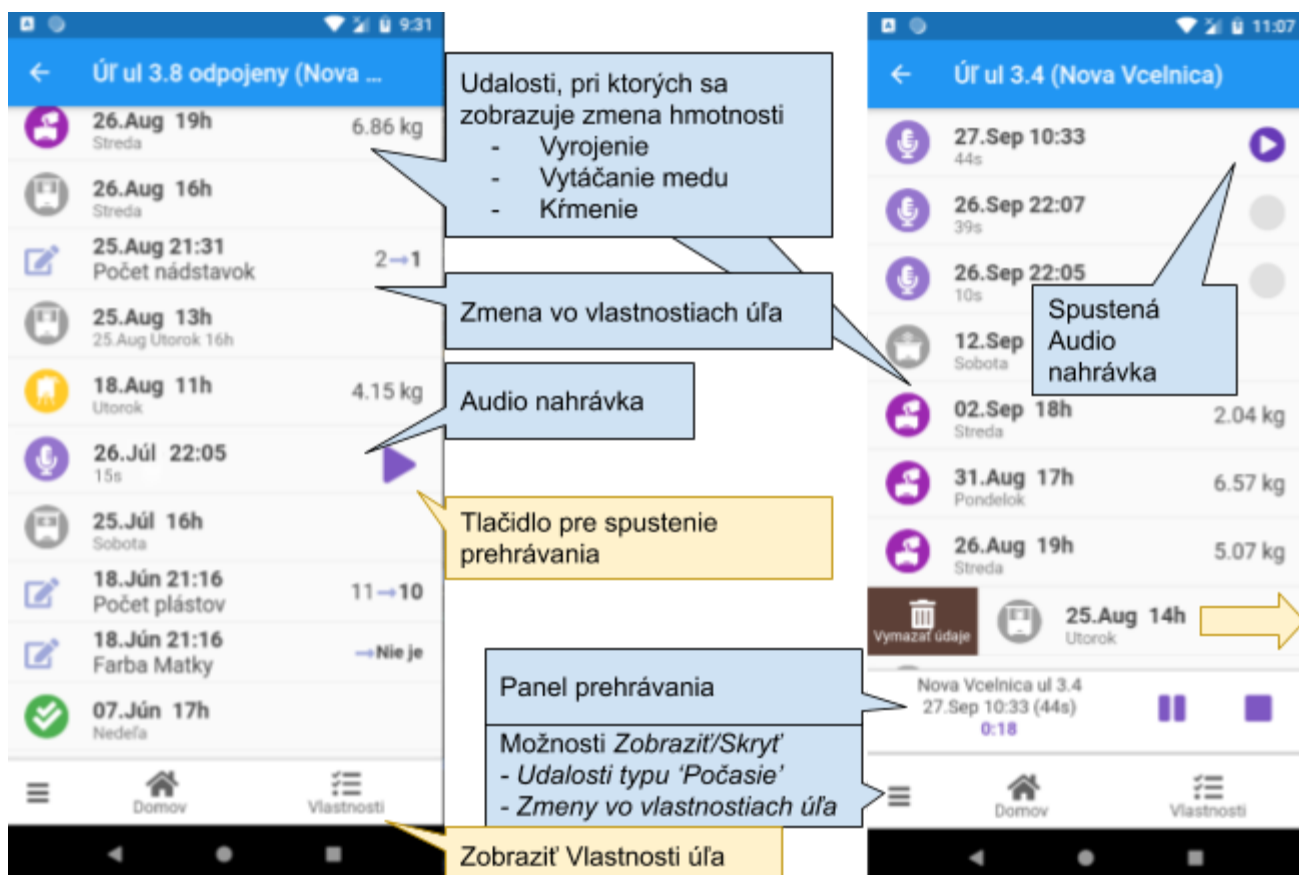 9:31
Úľ ul 3.8 odpojeny (Nova ...
26.Aug 19h
6.86 kg
Streda
26.Aug 16h
Streda
25.Aug 21:31
Počet nádstavok
2→1
25.Aug 13h
25.Aug Utorok 16h
18.Aug 11h
4.15 kg
Utorok
26.Júl 22:05
15s
25.Júl 16h
Sobota
18.Jún 21:16
Počet plástov
11→10
18.Jún 21:16
Farba Matky
→Nie je
07.Jún 17h
Nedeľa
Domov
Vlastnosti
Udalosti, pri ktorých sa
zobrazuje zmena hmotnosti
- Vyrojenie
- Vytáčanie medu
- Kŕmenie
Zmena vo vlastnostiach úľa
Audio nahrávka
Tlačidlo pre spustenie
prehrávania
Panel prehrávania
Možnosti Zobraziť/Skryť
- Udalosti typu ‘Počasie’
- Zmeny vo vlastnostiach úľa
Zobraziť Vlastnosti úľa
11:07
Úľ ul 3.4 (Nova Vcelnica)
27.Sep 10:33
44s
26.Sep 22:07
39s
26.Sep 22:05
10s
Spustená
Audio
nahrávka
12.Sep
Sobota
02.Sep 18h
2.04 kg
Streda
31.Aug 17h
6.57 kg
Pondelok
26.Aug 19h
5.07 kg
Streda
Vymazať údaje
25.Aug 14h
Utorok
Nova Vcelnica ul 3.4
27.Sep 10:33 (44s)
0:18
Domov
Vlastnosti